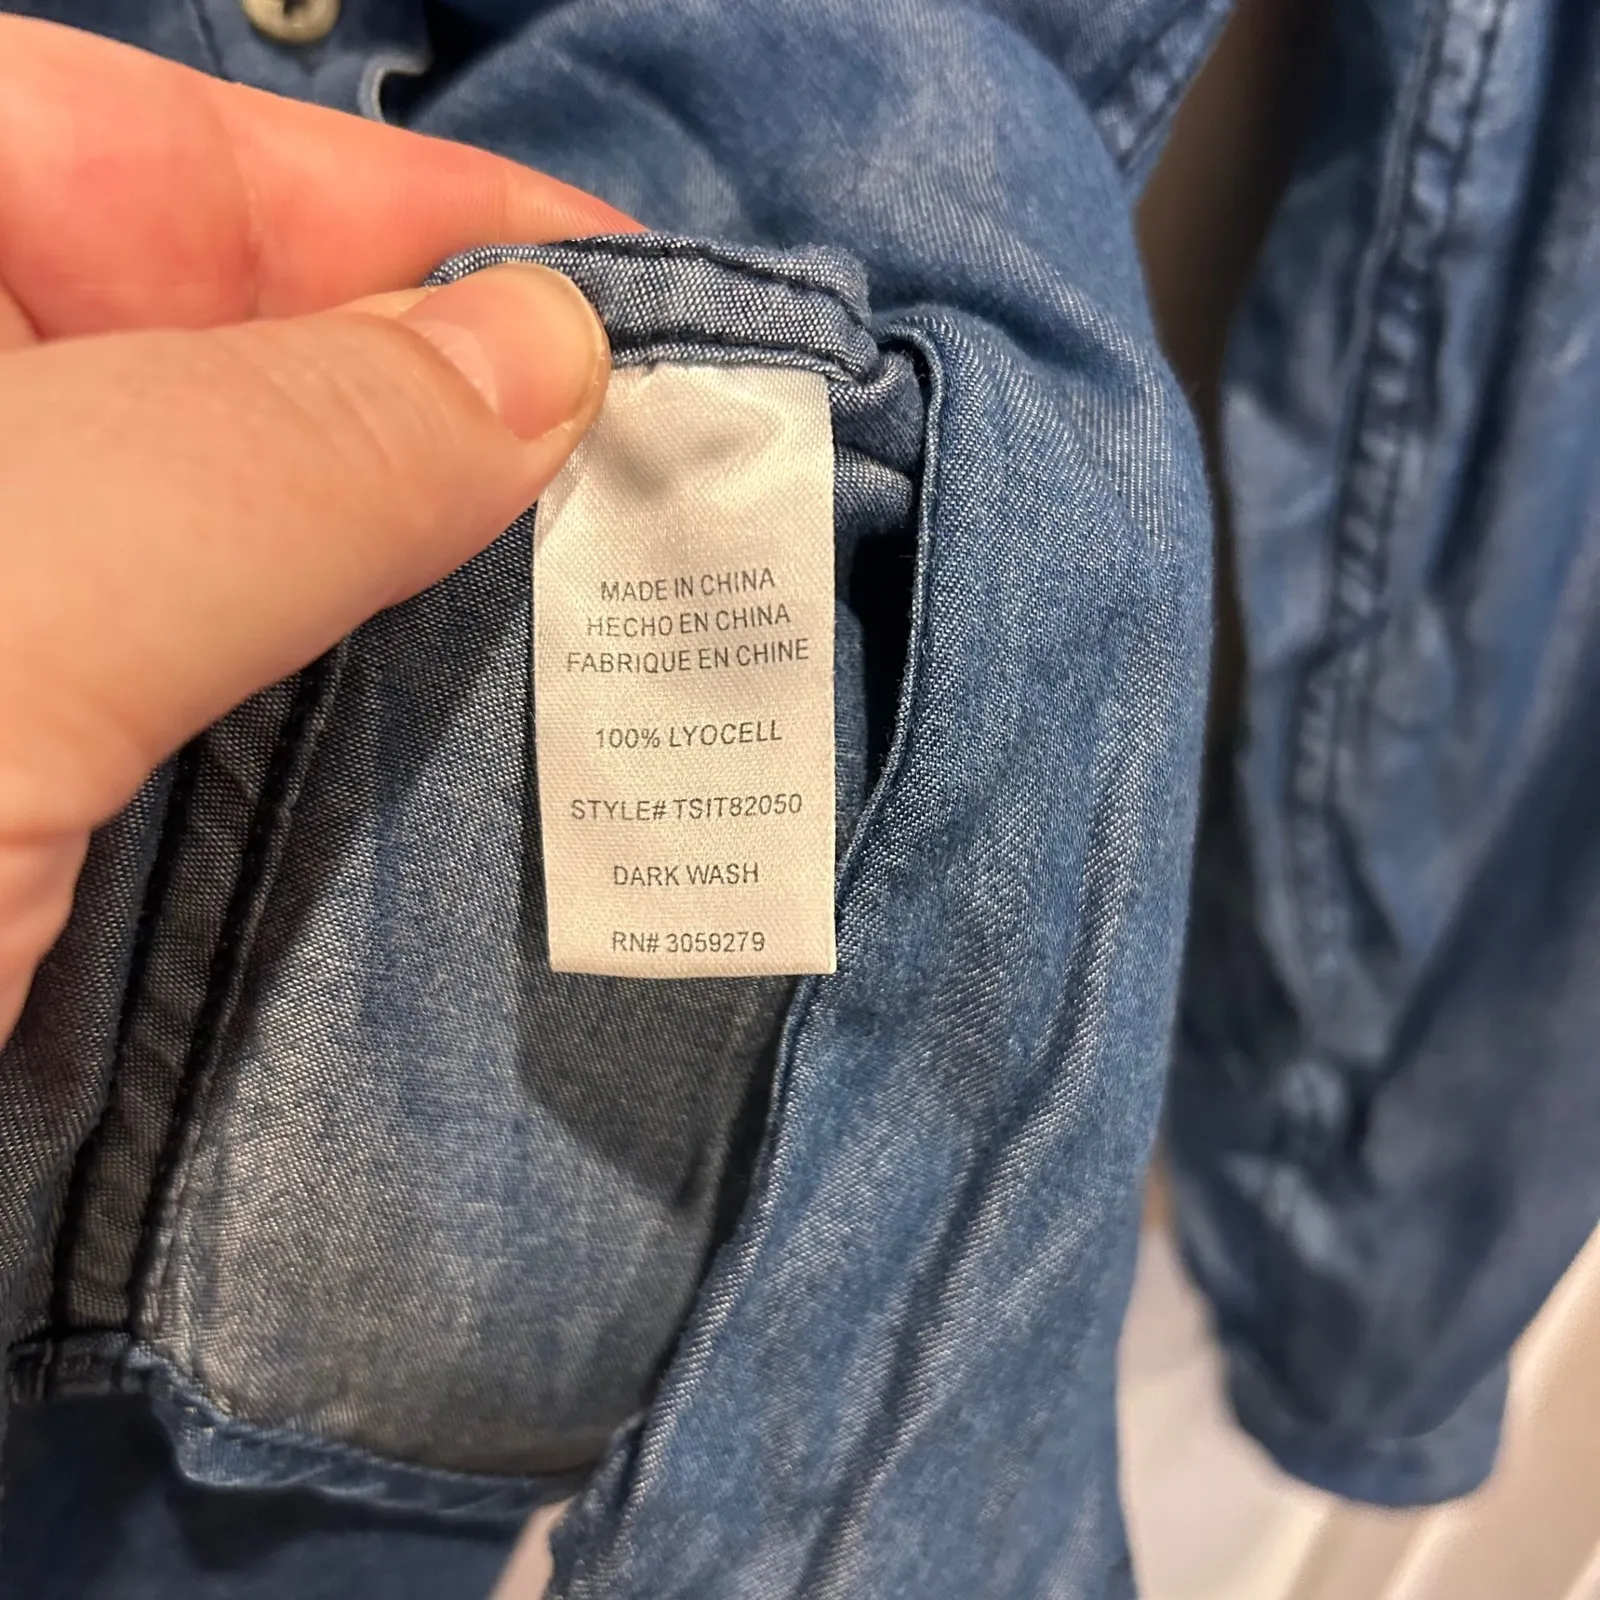 MADE IN CHINA
HECHO EN CHINA
FABRIQUE EN CHINE
100% LYOCELL
STYLE# TSIT82050
DARK WASH
RN# 3059279